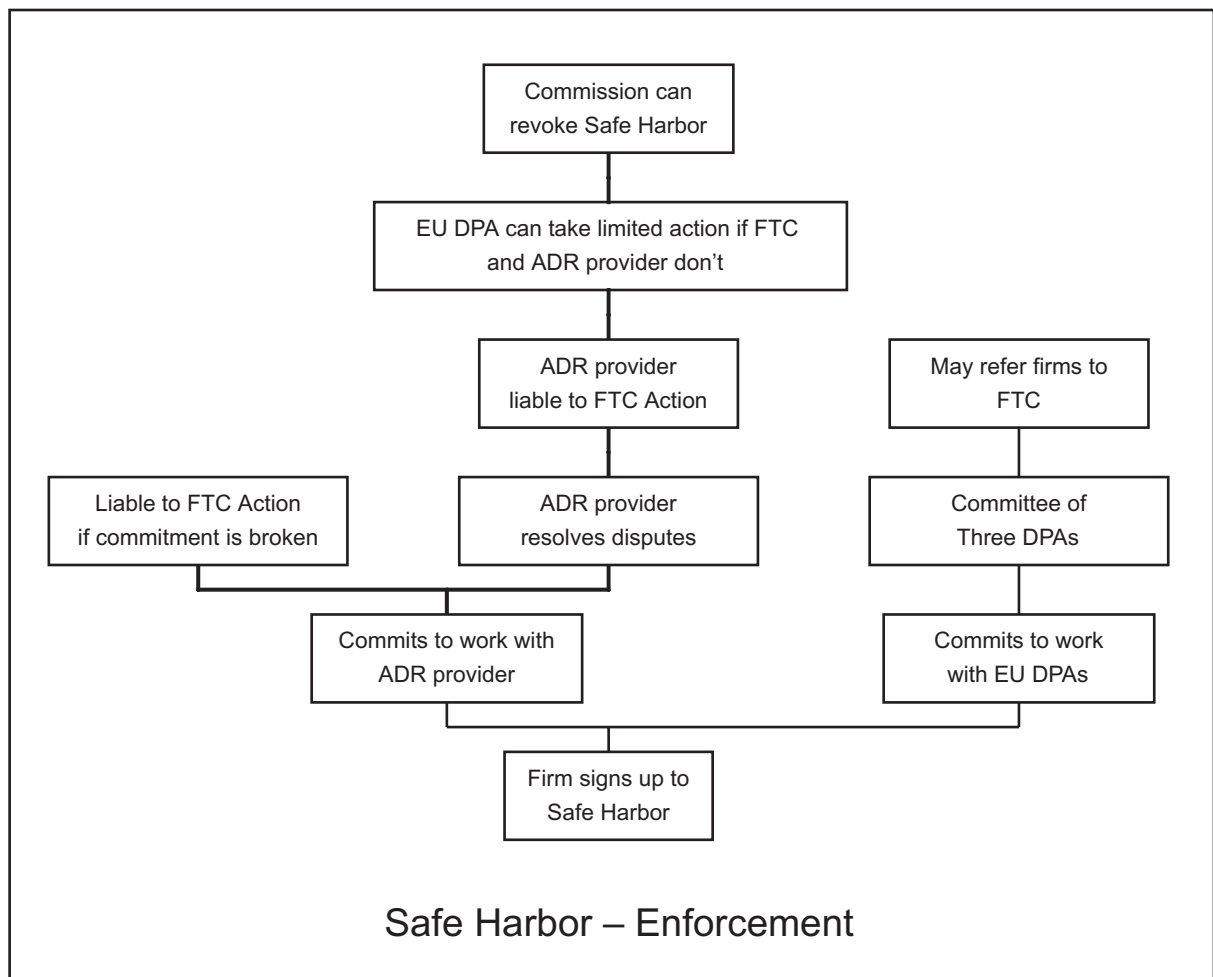 Commission can
revoke Safe Harbor
EU DPA can take limited action if FTC
and ADR provider don’t
ADR provider
liable to FTC Action
May refer firms to
FTC
Liable to FTC Action
if commitment is broken
ADR provider
resolves disputes
Committee of
Three DPAs
Commits to work with
ADR provider
Commits to work
with EU DPAs
Firm signs up to
Safe Harbor
Safe Harbor – Enforcement